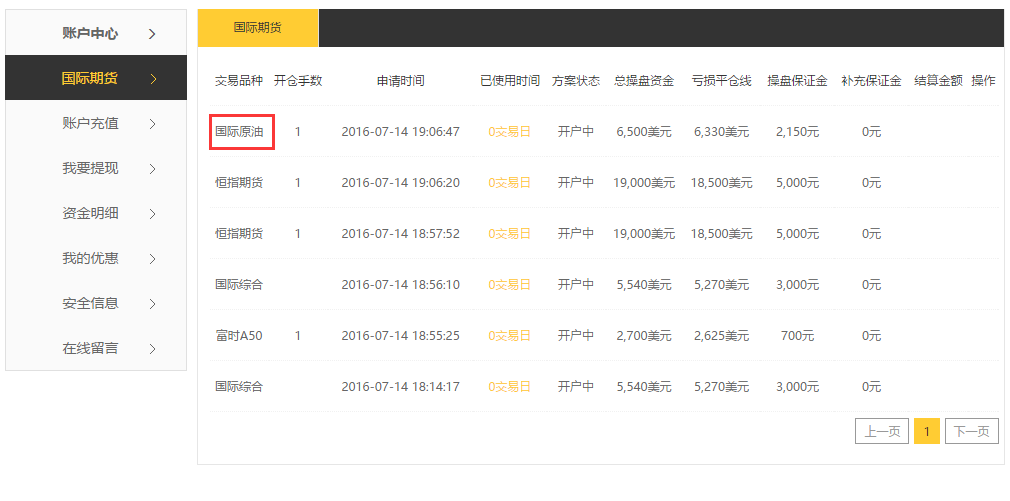 账户中心
国际期货
账户充值
我要提现
资金明细
我的优惠
安全信息
在线留言
国际期货
交易品种 开仓手数 申请时间 已使用时间 方案状态 总操盘资金 亏损平仓线 操盘保证金 补充保证金 结算金额 操作
国际原油 1 2016-07-14 19:06:47 0交易日 开户中 6,500美元 6,330美元 2,150元 0元
恒指期货 1 2016-07-14 19:06:20 0交易日 开户中 19,000美元 18,500美元 5,000元 0元
恒指期货 1 2016-07-14 18:57:52 0交易日 开户中 19,000美元 18,500美元 5,000元 0元
国际综合 2016-07-14 18:56:10 0交易日 开户中 5,540美元 5,270美元 3,000元 0元
富时A50 1 2016-07-14 18:55:25 0交易日 开户中 2,700美元 2,625美元 700元 0元
国际综合 2016-07-14 18:14:17 0交易日 开户中 5,540美元 5,270美元 3,000元 0元
上一页 1 下一页